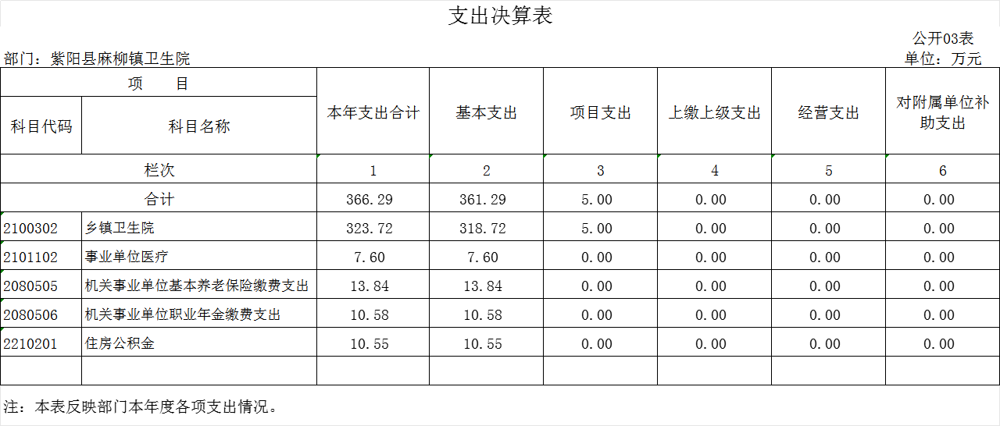 支出决算表
公开03表
部门：紫阳县麻柳镇卫生院 单位：万元
项 目 本年支出合计 基本支出 项目支出 上缴上级支出 经营支出 对附属单位补助支出
科目代码 科目名称
栏次 1 2 3 4 5 6
合计 366.29 361.29 5.00 0.00 0.00 0.00
2100302 乡镇卫生院 323.72 318.72 5.00 0.00 0.00 0.00
2101102 事业单位医疗 7.60 7.60 0.00 0.00 0.00 0.00
2080505 机关事业单位基本养老保险缴费支出 13.84 13.84 0.00 0.00 0.00 0.00
2080506 机关事业单位职业年金缴费支出 10.58 10.58 0.00 0.00 0.00 0.00
2210201 住房公积金 10.55 10.55 0.00 0.00 0.00 0.00
注：本表反映部门本年度各项支出情况。